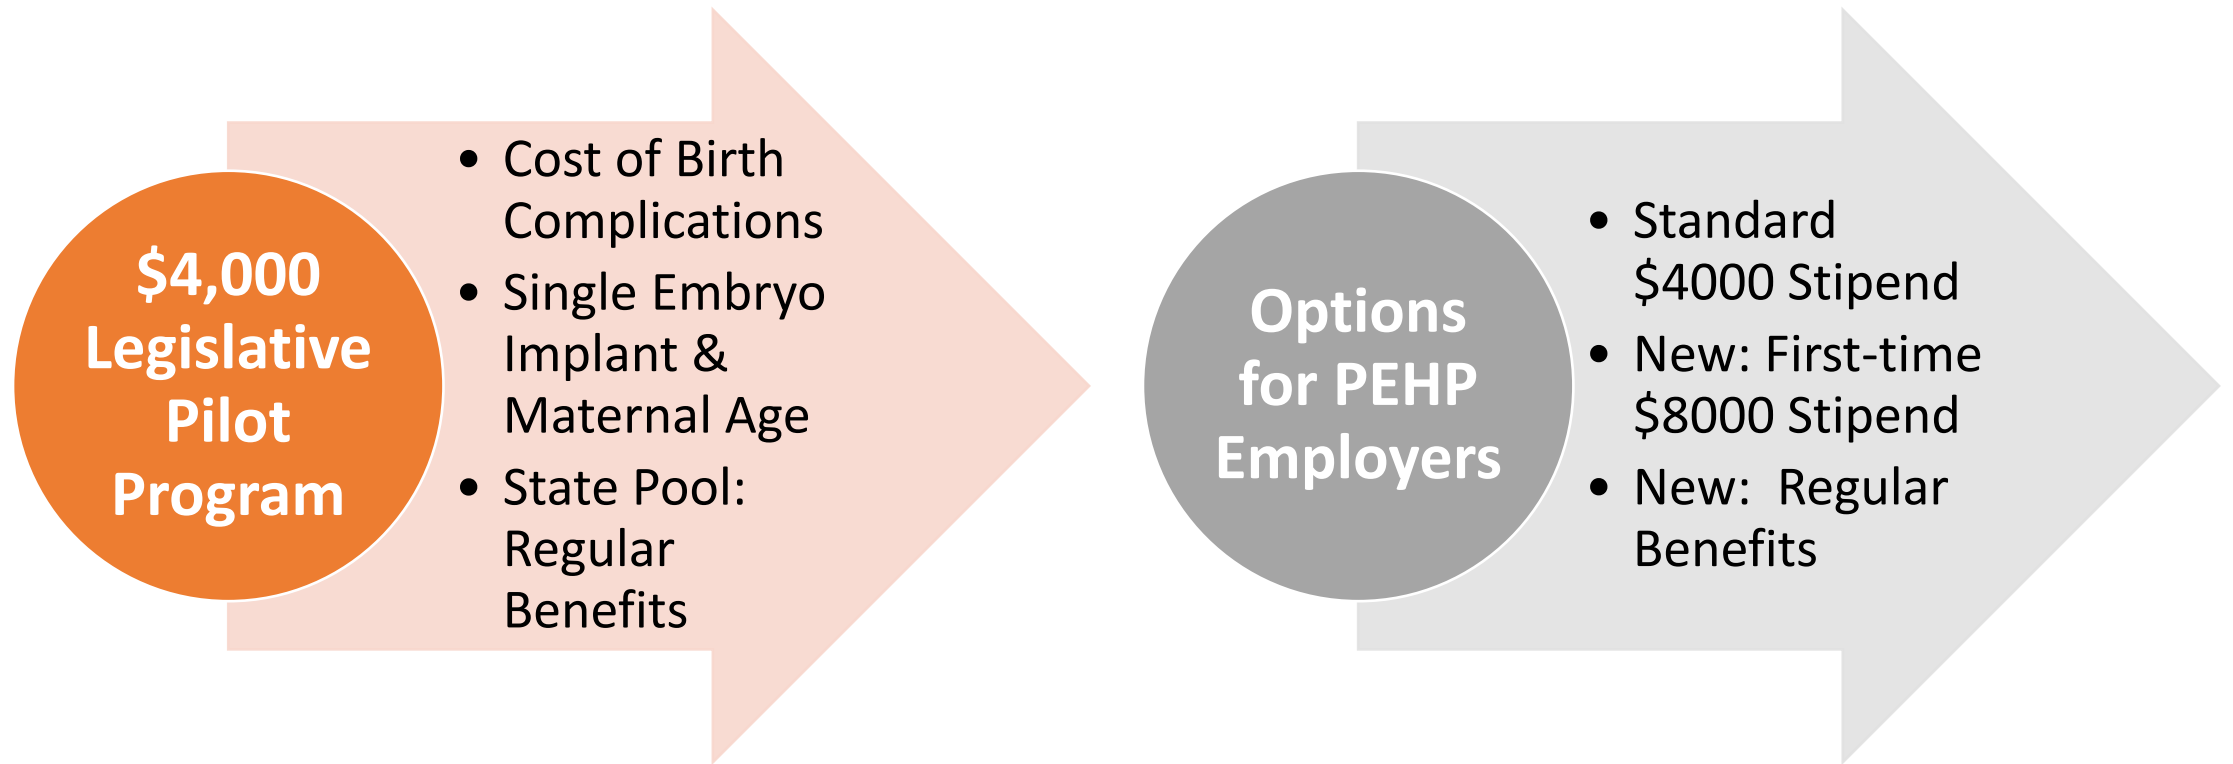 $4,000
Legislative
Pilot
Program
• Cost of Birth
Complications
• Single Embryo
Implant &
Maternal Age
• State Pool:
Regular
Benefits
Options
for PEHP
Employers
• Standard
$4000 Stipend
• New: First-time
$8000 Stipend
• New:  Regular
Benefits